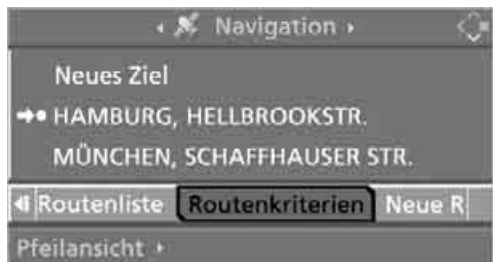 Navigation
Neues Ziel
HAMBURG, HELLBROOKSTR.
MÜNCHEN, SCHAFFHAUSER STR.
Routenliste Routenkriterien Neue R
Pfeilansicht